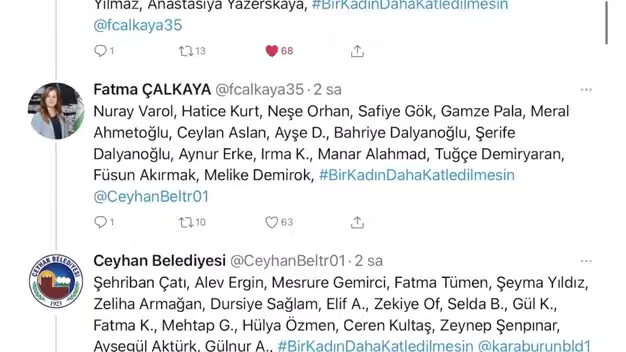 Yılmaz, Anastasiya Yazerskaya, #BirKadınDahaKatledilmesin
@fcalkaya35
1 13 68
Fatma ÇALKAYA @fcalkaya35 · 2 sa
Nuray Varol, Hatice Kurt, Neşe Orhan, Safiye Gök, Gamze Pala, Meral
Ahmetoğlu, Ceylan Aslan, Ayşe D., Bahriye Dalyanoğlu, Şerife
Dalyanoğlu, Aynur Erke, Irma K., Manar Alahmad, Tuğçe Demiryaran,
Füsun Akırmak, Melike Demirok, #BirKadınDahaKatledilmesin
@CeyhanBeltr01
1 10 63
Ceyhan Belediyesi @CeyhanBeltr01 · 2 sa
CEYHAN BELEDİYESİ
1923
Şehriban Çatı, Alev Ergin, Mesrure Gemirci, Fatma Tümen, Şeyma Yıldız,
Zeliha Armağan, Dursiye Sağlam, Elif A., Zekiye Of, Selda B., Gül K.,
Fatma K., Mehtap G., Hülya Özmen, Ceren Kultaş, Zeynep Şenpınar,
Ayşegül Aktürk, Gülnur A., #BirKadınDahaKatledilmesin @karaburunbld1